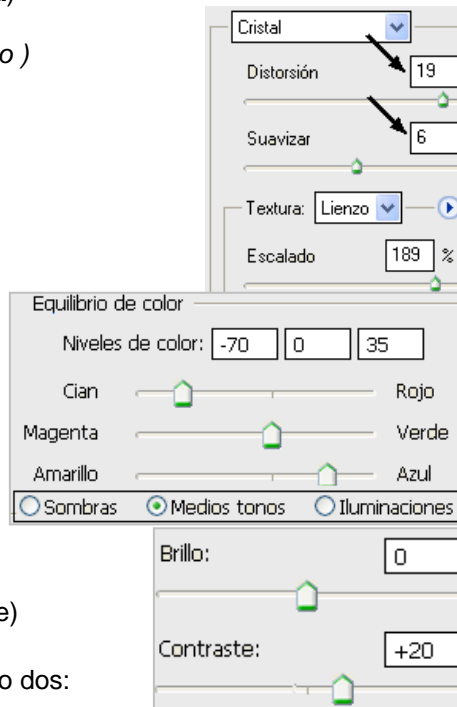 o )
Cristal
Distorsión 19
Suavizar 6
Textura: Lienzo
Escalado 189 %
Equilibrio de color
Niveles de color: -70 0 35
Cian Rojo
Magenta Verde
Amarillo Azul
Sombras Medios tonos Iluminaciones
Brillo: 0
e)
Contraste: +20
o dos: